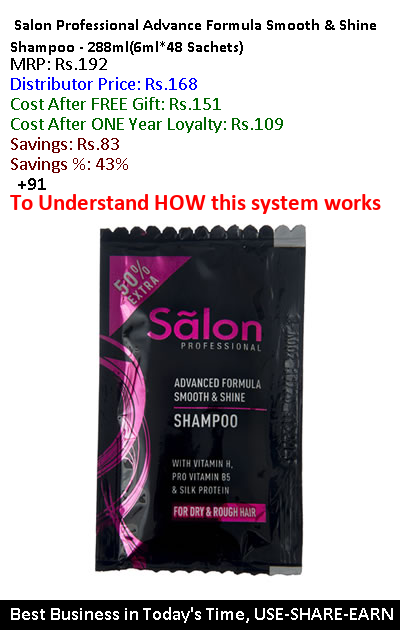 Salon Professional Advance Formula Smooth & Shine
Shampoo - 288ml(6ml*48 Sachets)
MRP: Rs.192
Distributor Price: Rs.168
Cost After FREE Gift: Rs.151
Cost After ONE Year Loyalty: Rs.109
Savings: Rs.83
Savings %: 43%
+91
To Understand HOW this system works
50%
EXTRA
Sãlon
PROFESSIONAL
ADVANCED FORMULA
SMOOTH & SHINE
SHAMPOO
WITH VITAMIN H,
PRO VITAMIN B5
& SILK PROTEIN
FOR DRY & ROUGH HAIR
Best Business in Today's Time, USE-SHARE-EARN